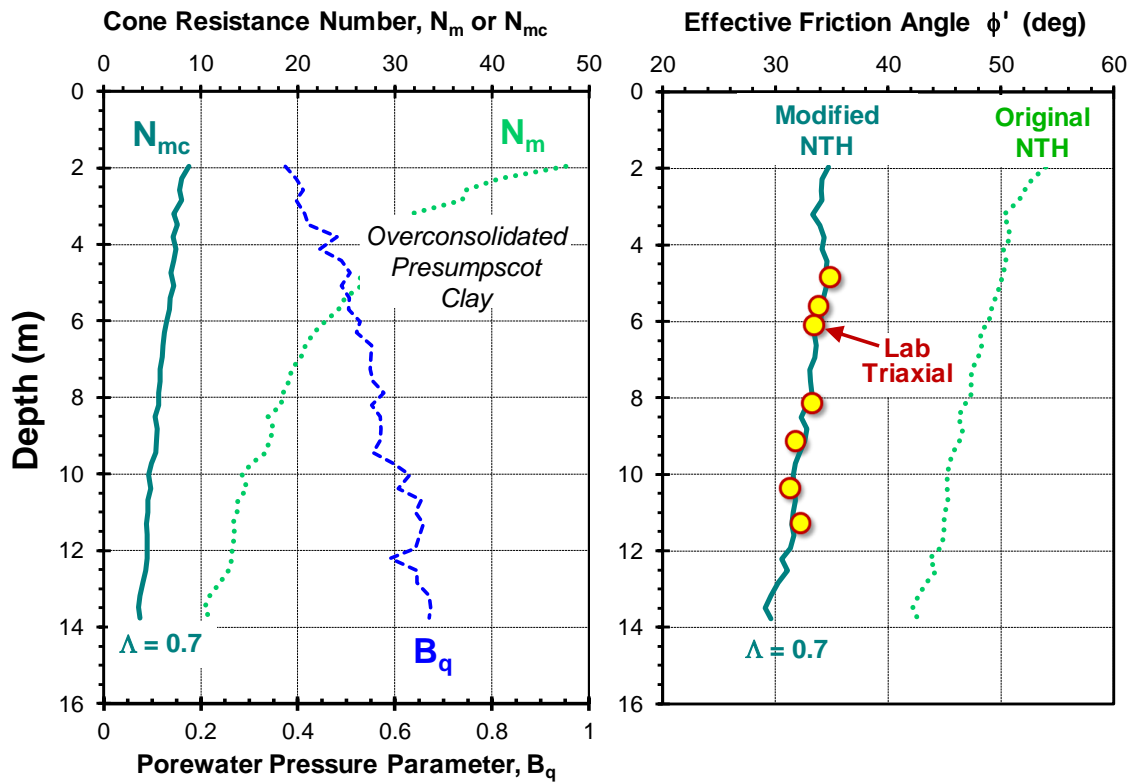 Cone Resistance Number, Nm or Nmc
0 10 20 30 40 50
0
2
4
6
8
10
12
14
16
Depth (m)
Nmc
Nm
Overconsolidated
Presumpscot
Clay
Λ = 0.7
Bq
0 0.2 0.4 0.6 0.8 1
Porewater Pressure Parameter, Bq
Effective Friction Angle ϕ' (deg)
20 30 40 50 60
0
2
4
6
8
10
12
14
16
Modified
NTH
Original
NTH
Lab
Triaxial
Λ = 0.7